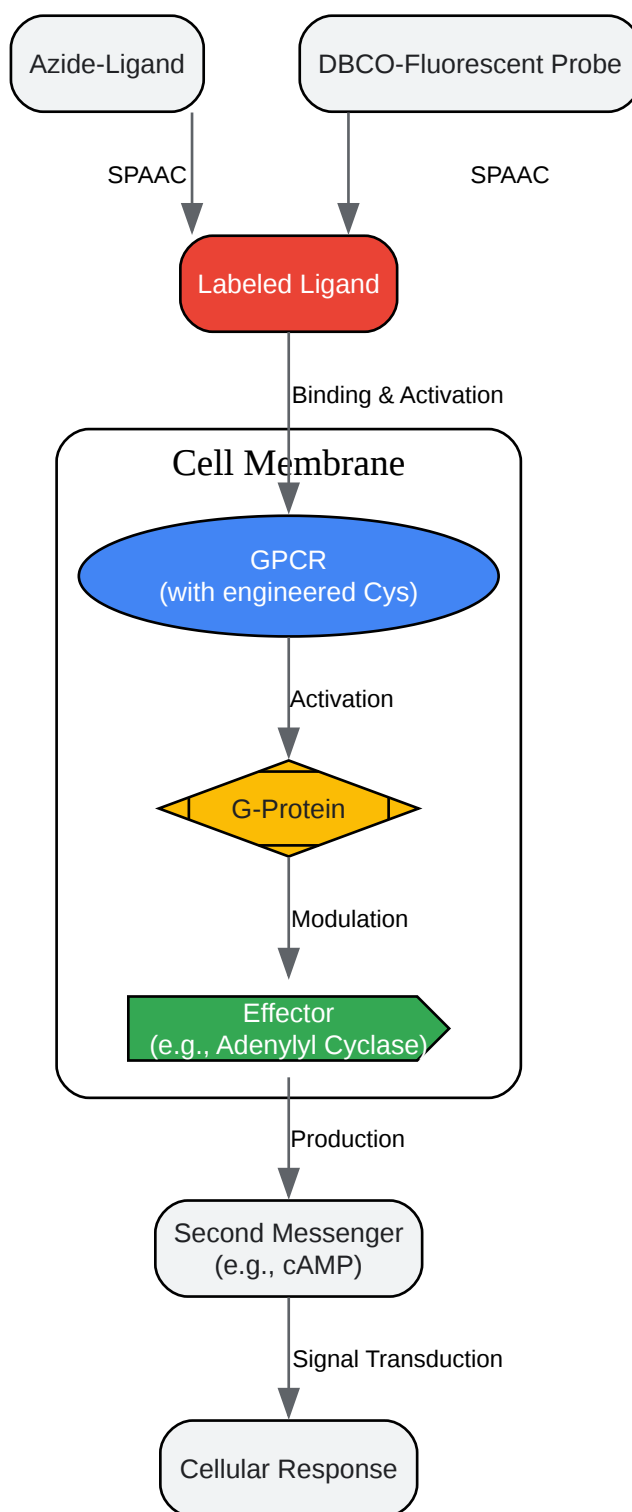 Azide-Ligand
DBCO-Fluorescent Probe
SPAAC
SPAAC
Labeled Ligand
Binding & Activation
Cell Membrane
GPCR
(with engineered Cys)
Activation
G-Protein
Modulation
Effector
(e.g., Adenylyl Cyclase)
Production
Second Messenger
(e.g., cAMP)
Signal Transduction
Cellular Response